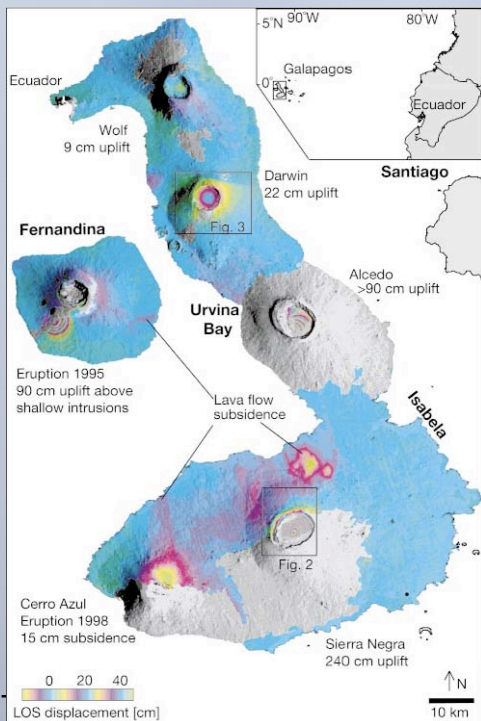 5°N
90°W
80°W
0°
Galapagos
Ecuador
Ecuador
Wolf
9 cm uplift
Darwin
22 cm uplift
Santiago
Fig. 3
Fernandina
Alcedo
>90 cm uplift
Urvina
Bay
Eruption 1995
90 cm uplift above
shallow intrusions
Lava flow
subsidence
Isabela
Fig. 2
Cerro Azul
Eruption 1998
15 cm subsidence
Sierra Negra
240 cm uplift
0 20 40
LOS displacement [cm]
N
10 km